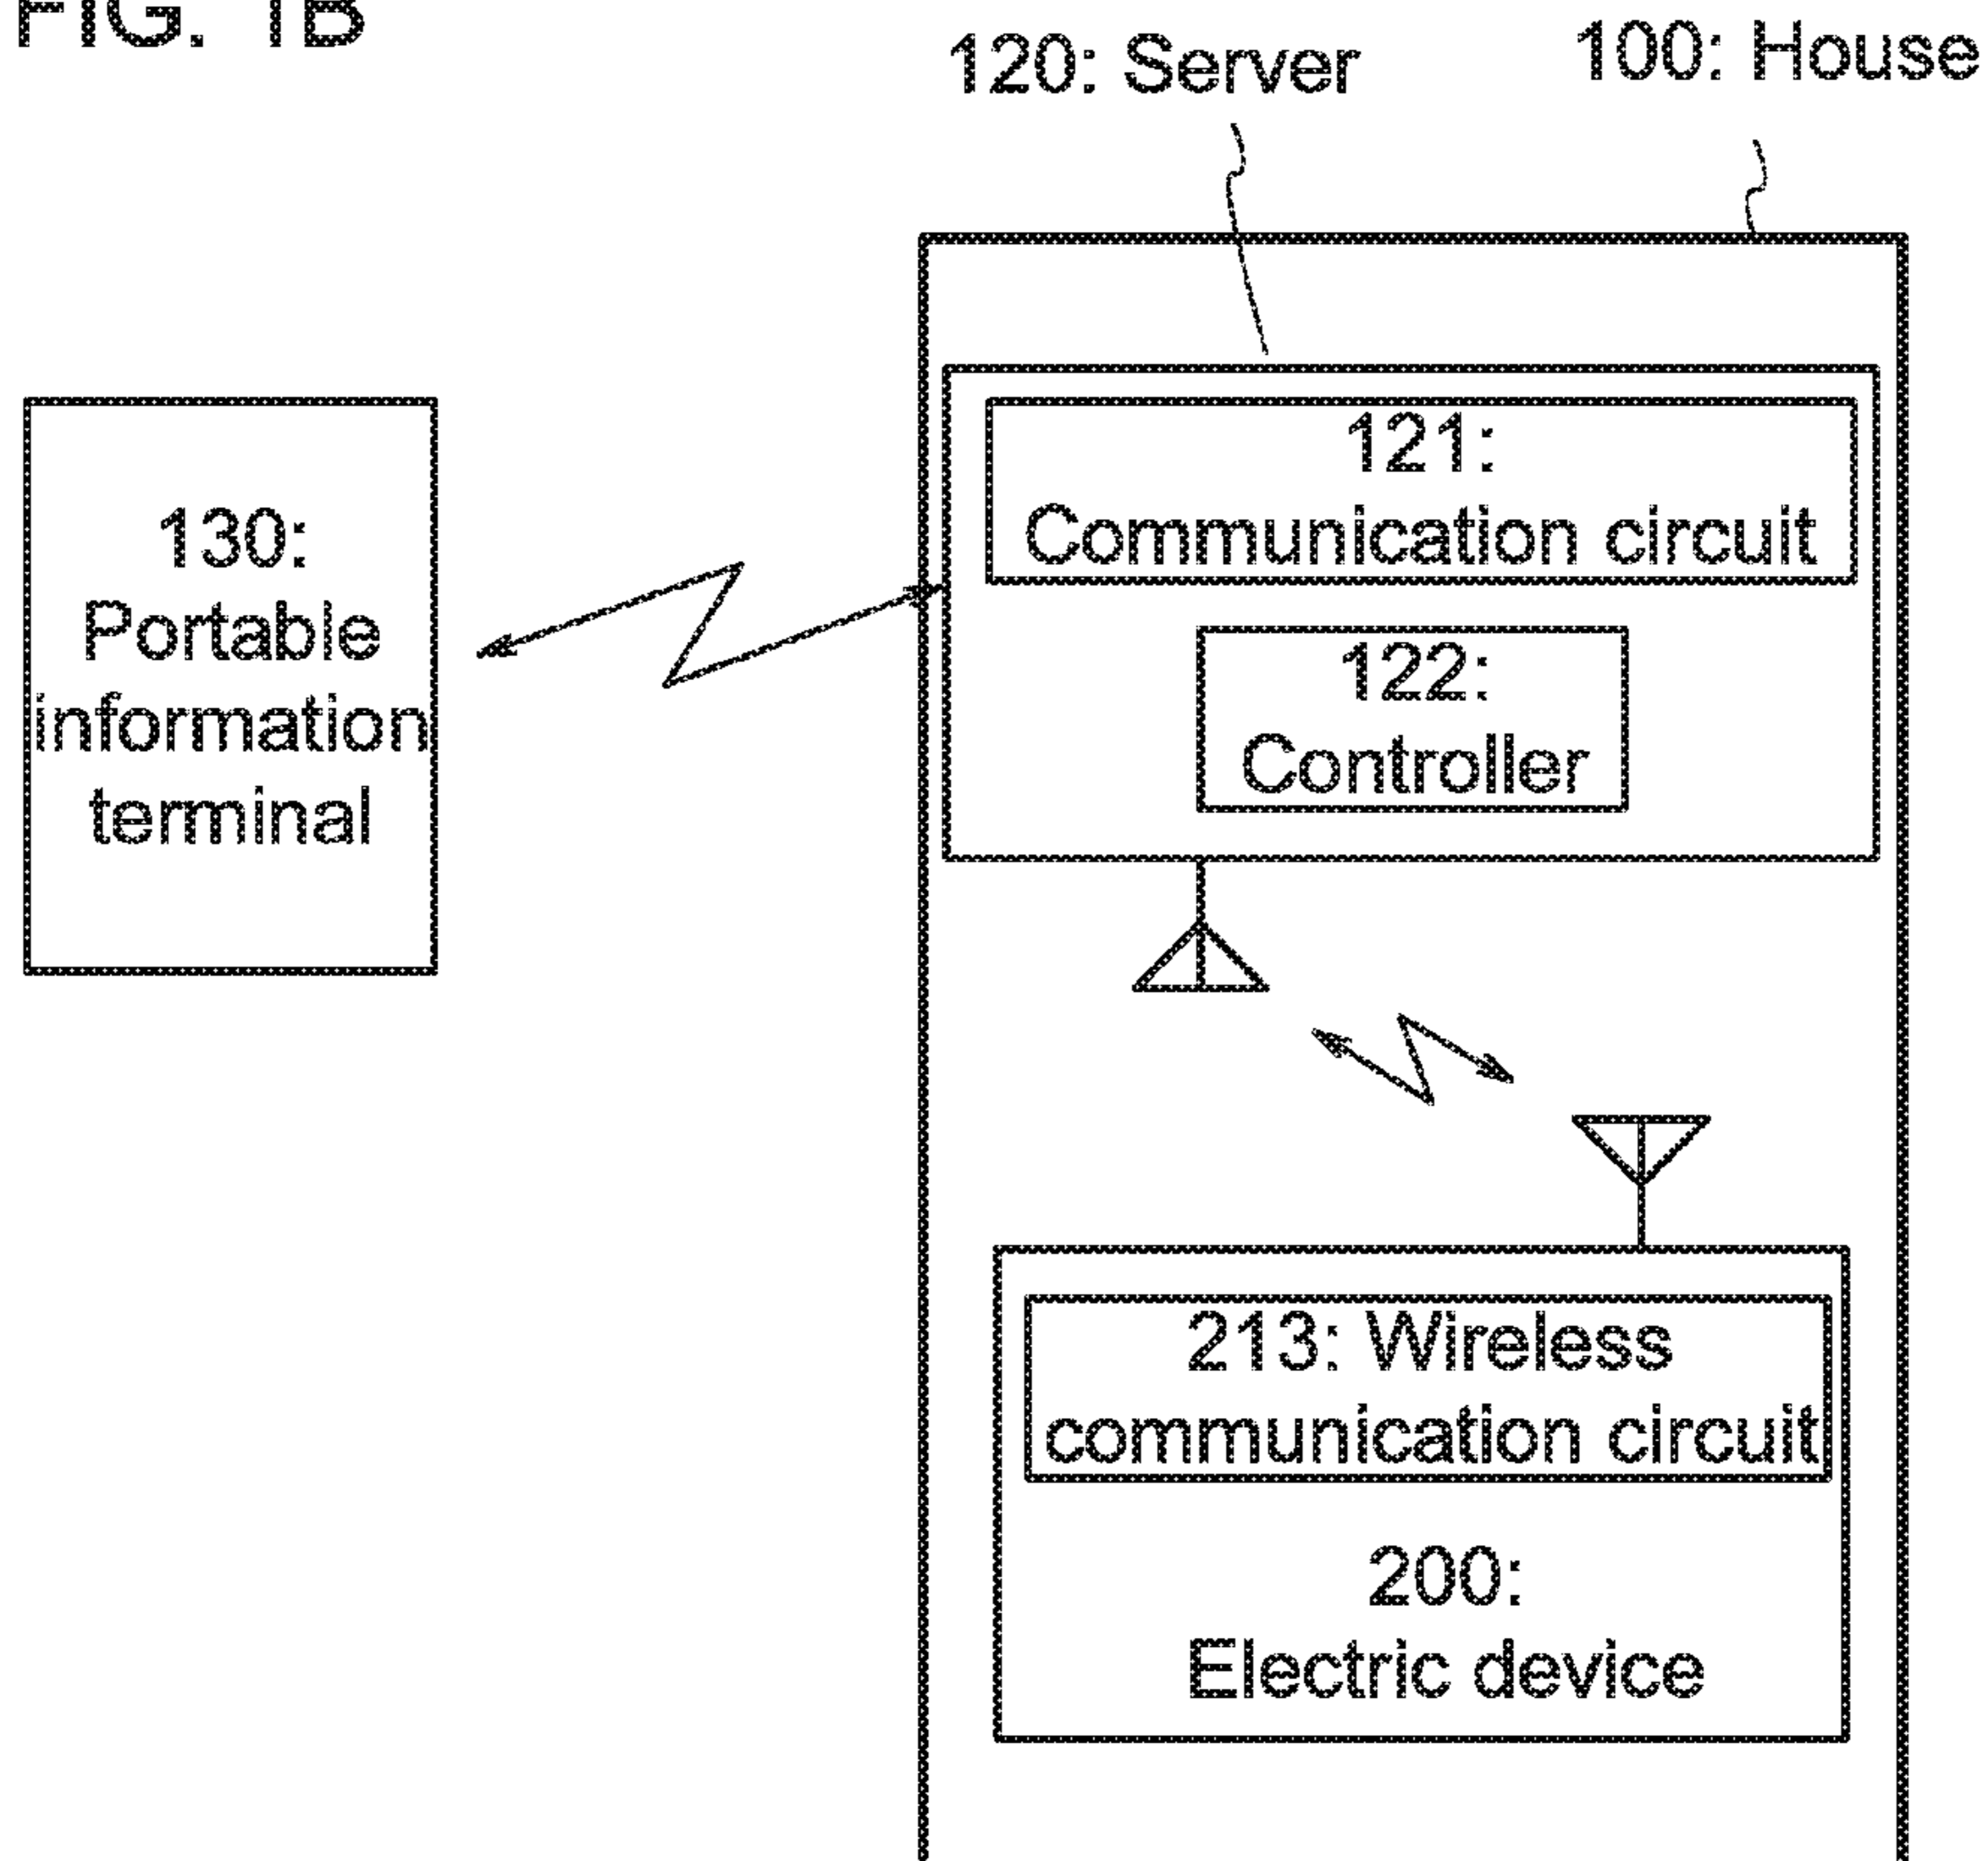 FIG. 1B
120: Server
100: House
130:
Portable
information
terminal
121:
Communication circuit
122:
Controller
213: Wireless
communication circuit
200:
Electric device